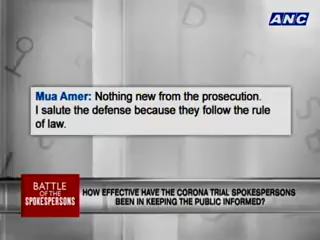 ANC
Mua Amer: Nothing new from the prosecution.
I salute the defense because they follow the rule
of law.
BATTLE
OF THE
SPOKESPERSONS
HOW EFFECTIVE HAVE THE CORONA TRIAL SPOKESPERSONS
BEEN IN KEEPING THE PUBLIC INFORMED?